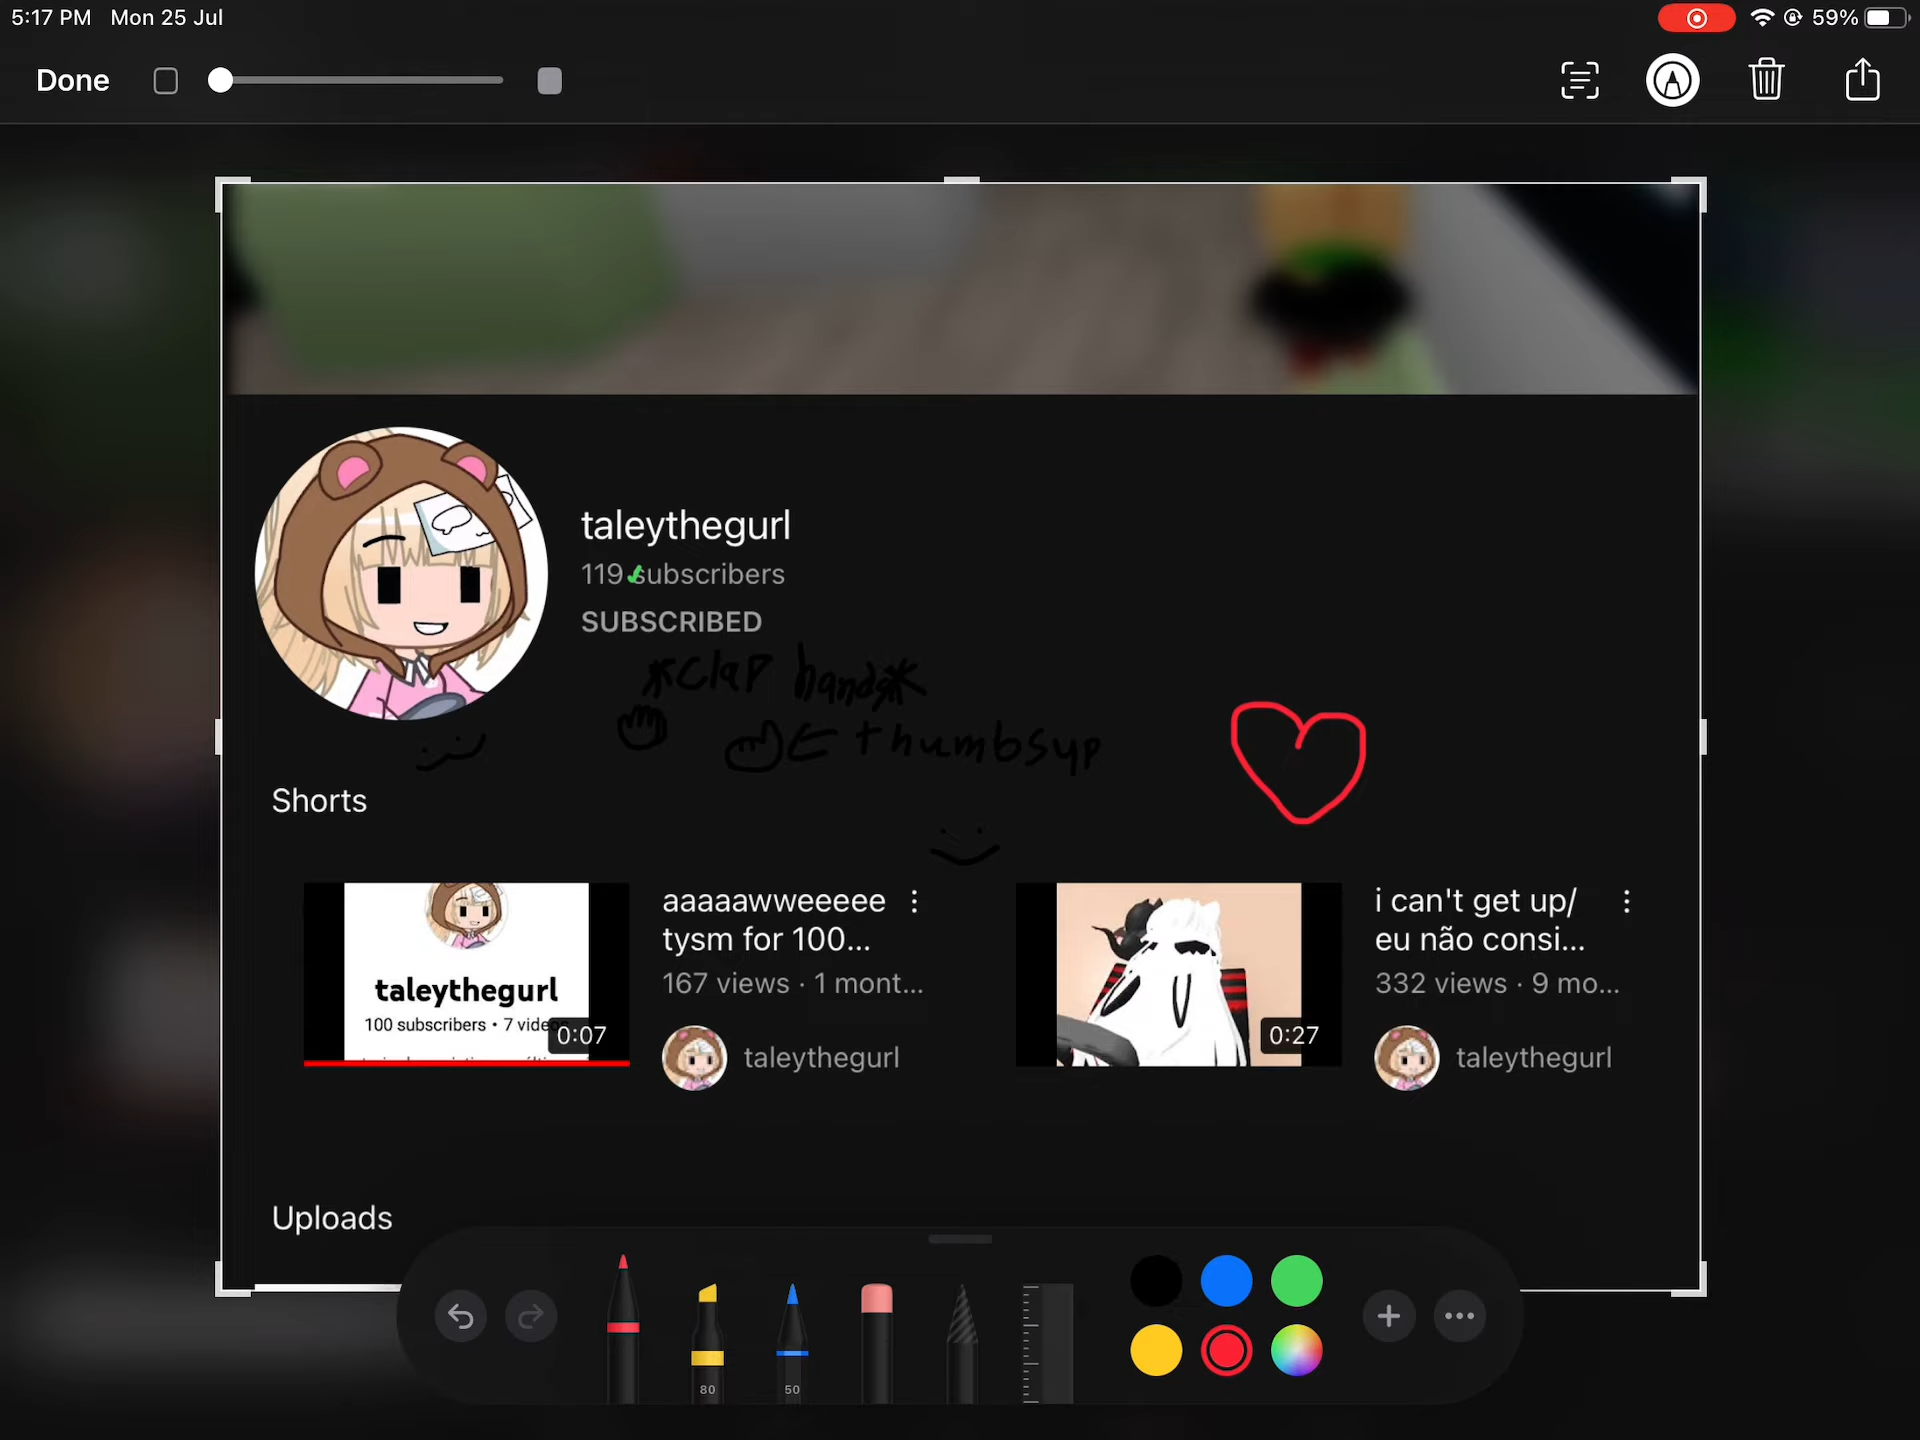 5:17 PM Mon 25 Jul
59%
Done
taleythegurl
119 subscribers
SUBSCRIBED
*clap hands*
thumbsup
Shorts
aaaaawweeeee
tysm for 100...
167 views · 1 mont...
taleythegurl
taleythegurl
100 subscribers • 7 videos
0:07
i can't get up/
eu não consi...
332 views · 9 mo...
taleythegurl
0:27
Uploads
80
50